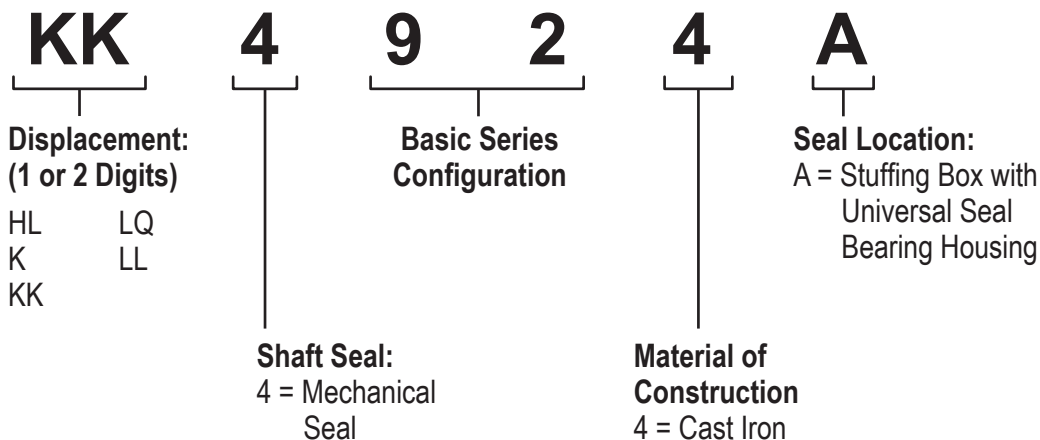 KK 4 9 2 4 A
Displacement:
(1 or 2 Digits)
HL LQ
K LL
KK
Basic Series
Configuration
Seal Location:
A = Stuffing Box with
Universal Seal
Bearing Housing
Shaft Seal:
4 = Mechanical
Seal
Material of
Construction
4 = Cast Iron